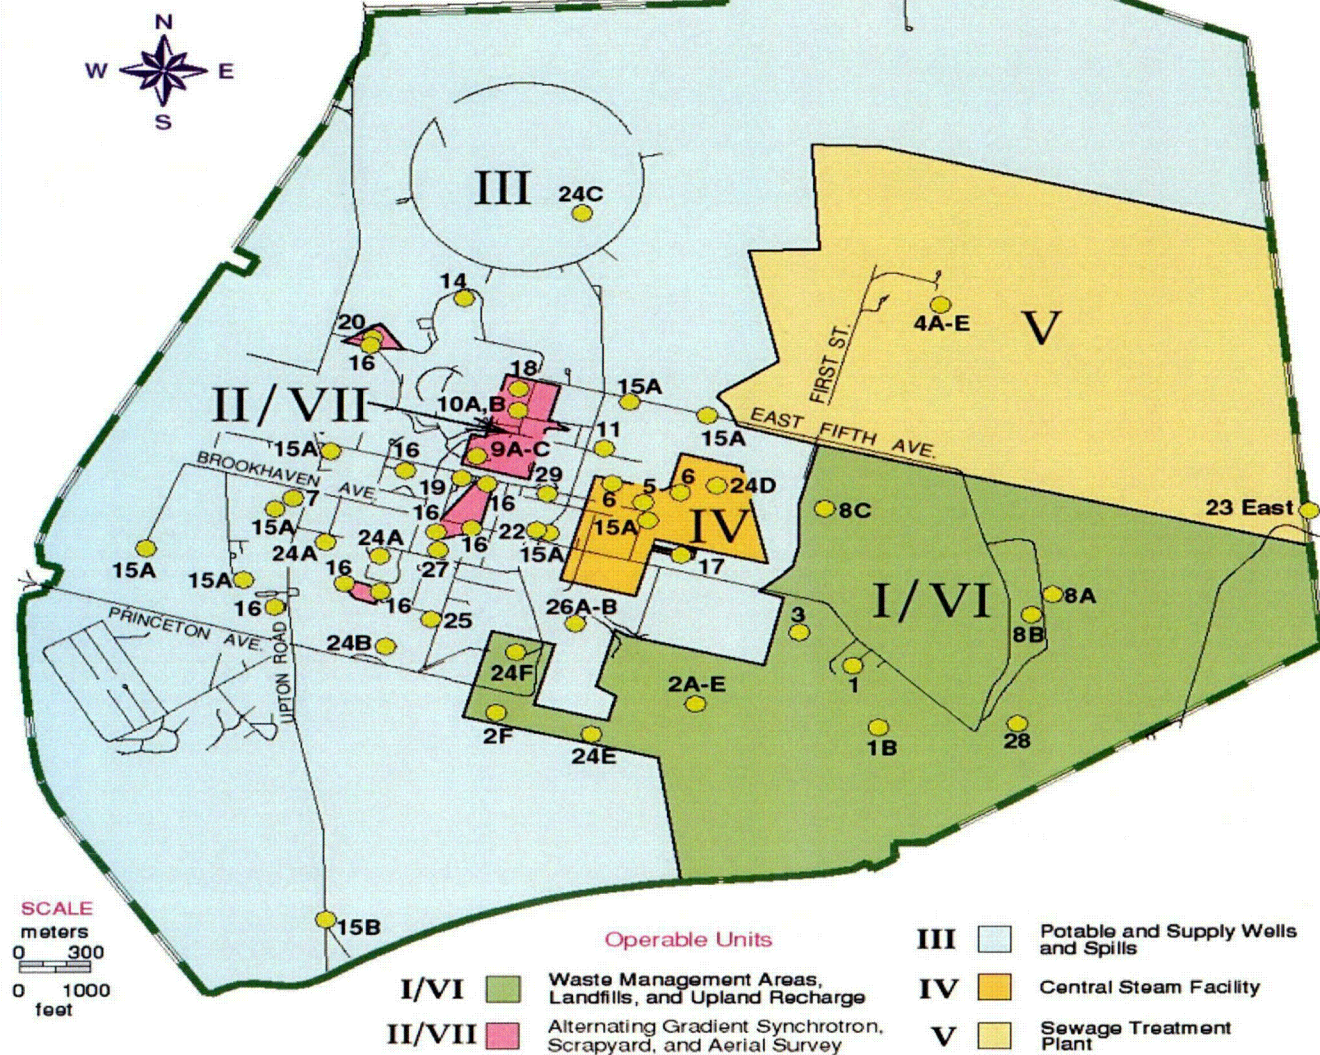 N
W E
S
III
24C
14
20
16
4A-E
V
FIRST ST.
18
II/VII
10A,B
15A
15A
EAST FIFTH AVE.
11
15A
16
9A-C
BROOKHAVEN AVE.
19
29
6
5
6
24D
7
16
16
15A
IV
8C
23 East
15A
24A
24A
16
22
15A
17
15A
15A
16
27
I/VI
16
16
26A-B
3
8A
8B
PRINCETON AVE.
25
24B
UPTON ROAD
24F
2A-E
1
2F
24E
1B
28
15B
SCALE
meters
0 300
0 1000
feet
Operable Units
I/VI Waste Management Areas,
Landfills, and Upland Recharge
II/VII Alternating Gradient Synchrotron,
Scrapyard, and Aerial Survey
III Potable and Supply Wells
and Spills
IV Central Steam Facility
V Sewage Treatment
Plant